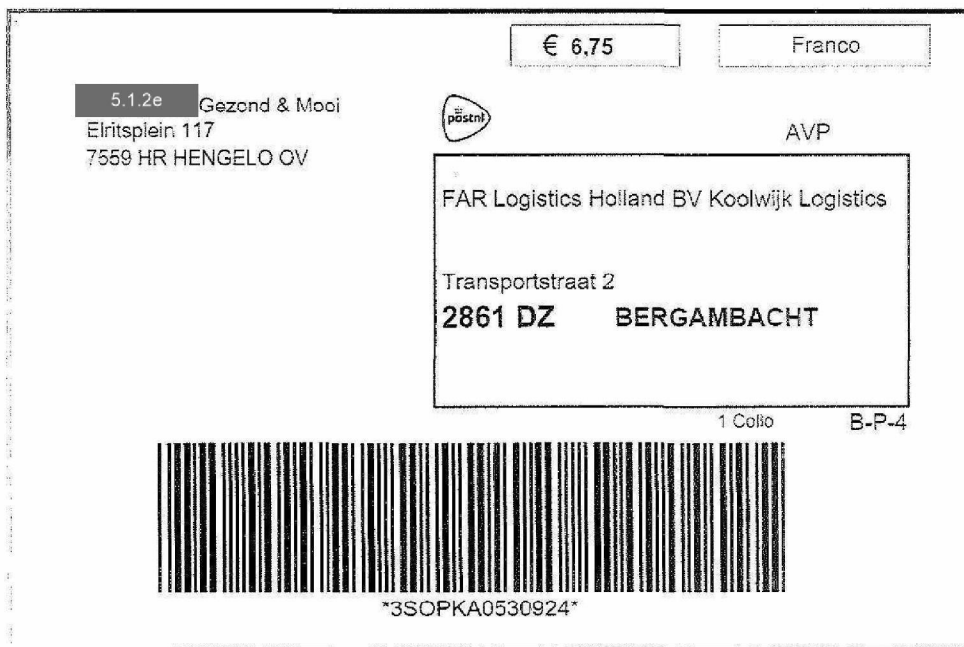 € 6,75
Franco
5.1.2e Gezond & Mooi
Elritsplein 117
7559 HR HENGELO OV
postnl
AVP
FAR Logistics Holland BV Koolwijk Logistics
Transportstraat 2
2861 DZ BERGAMBACHT
1 Collo
B-P-4
*3SOPKA0530924*